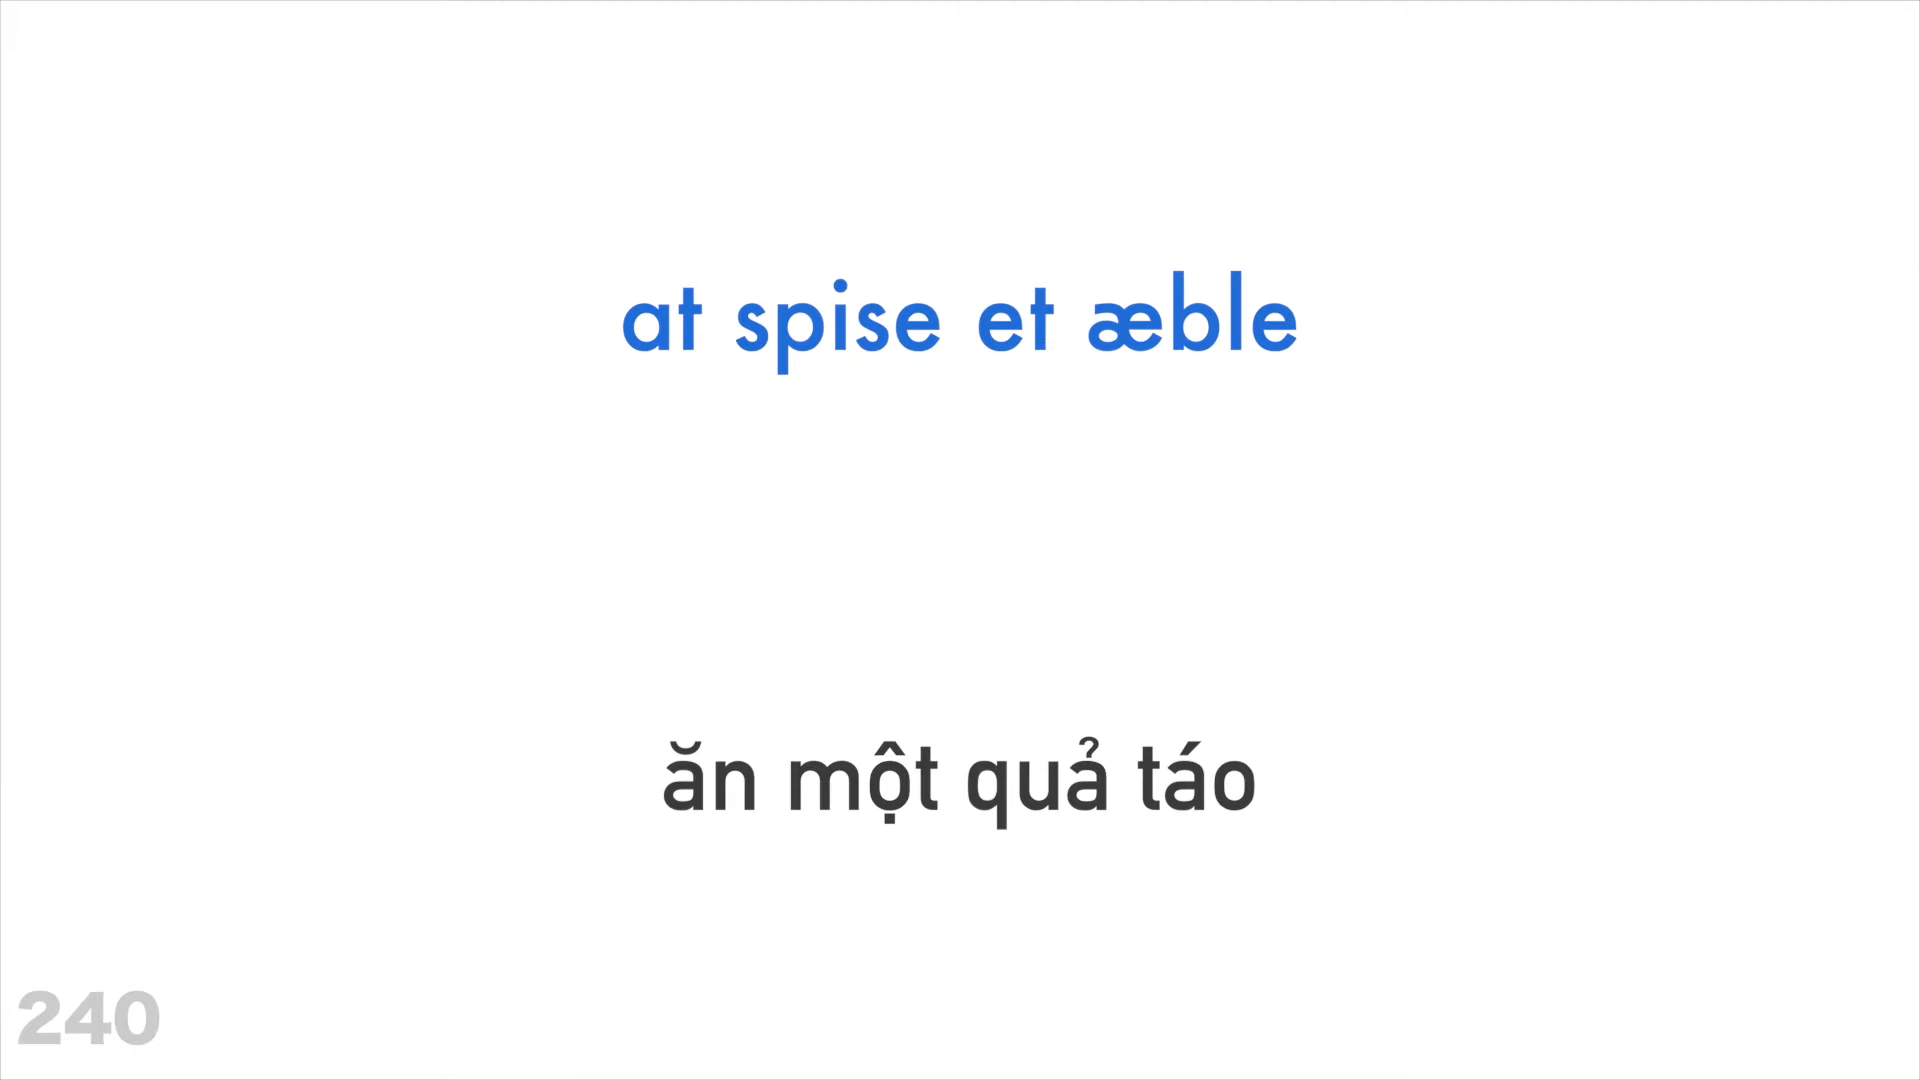 at spise et æble
ăn một quả táo
240